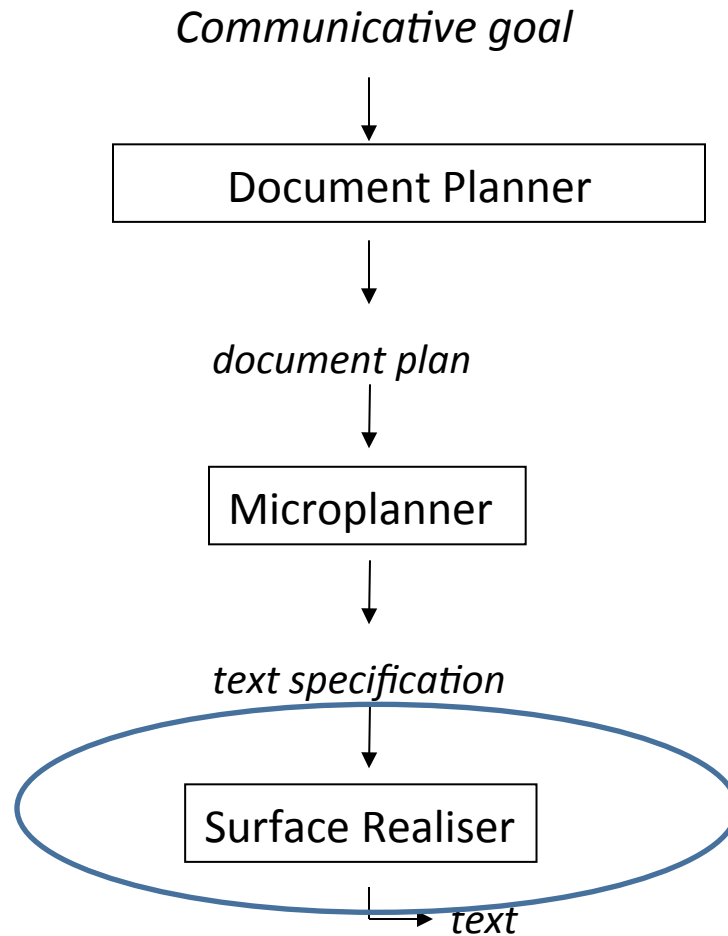 Communicative goal
Document Planner
document plan
Microplanner
text specification
Surface Realiser
text